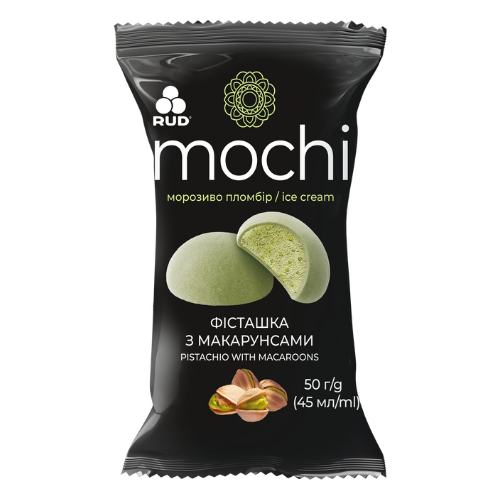 RUD®
mochi
морозиво пломбір / ice cream
ФІСТАШКА
З МАКАРУНСАМИ
PISTACHIO WITH MACAROONS
50 г/g
(45 мл/ml)